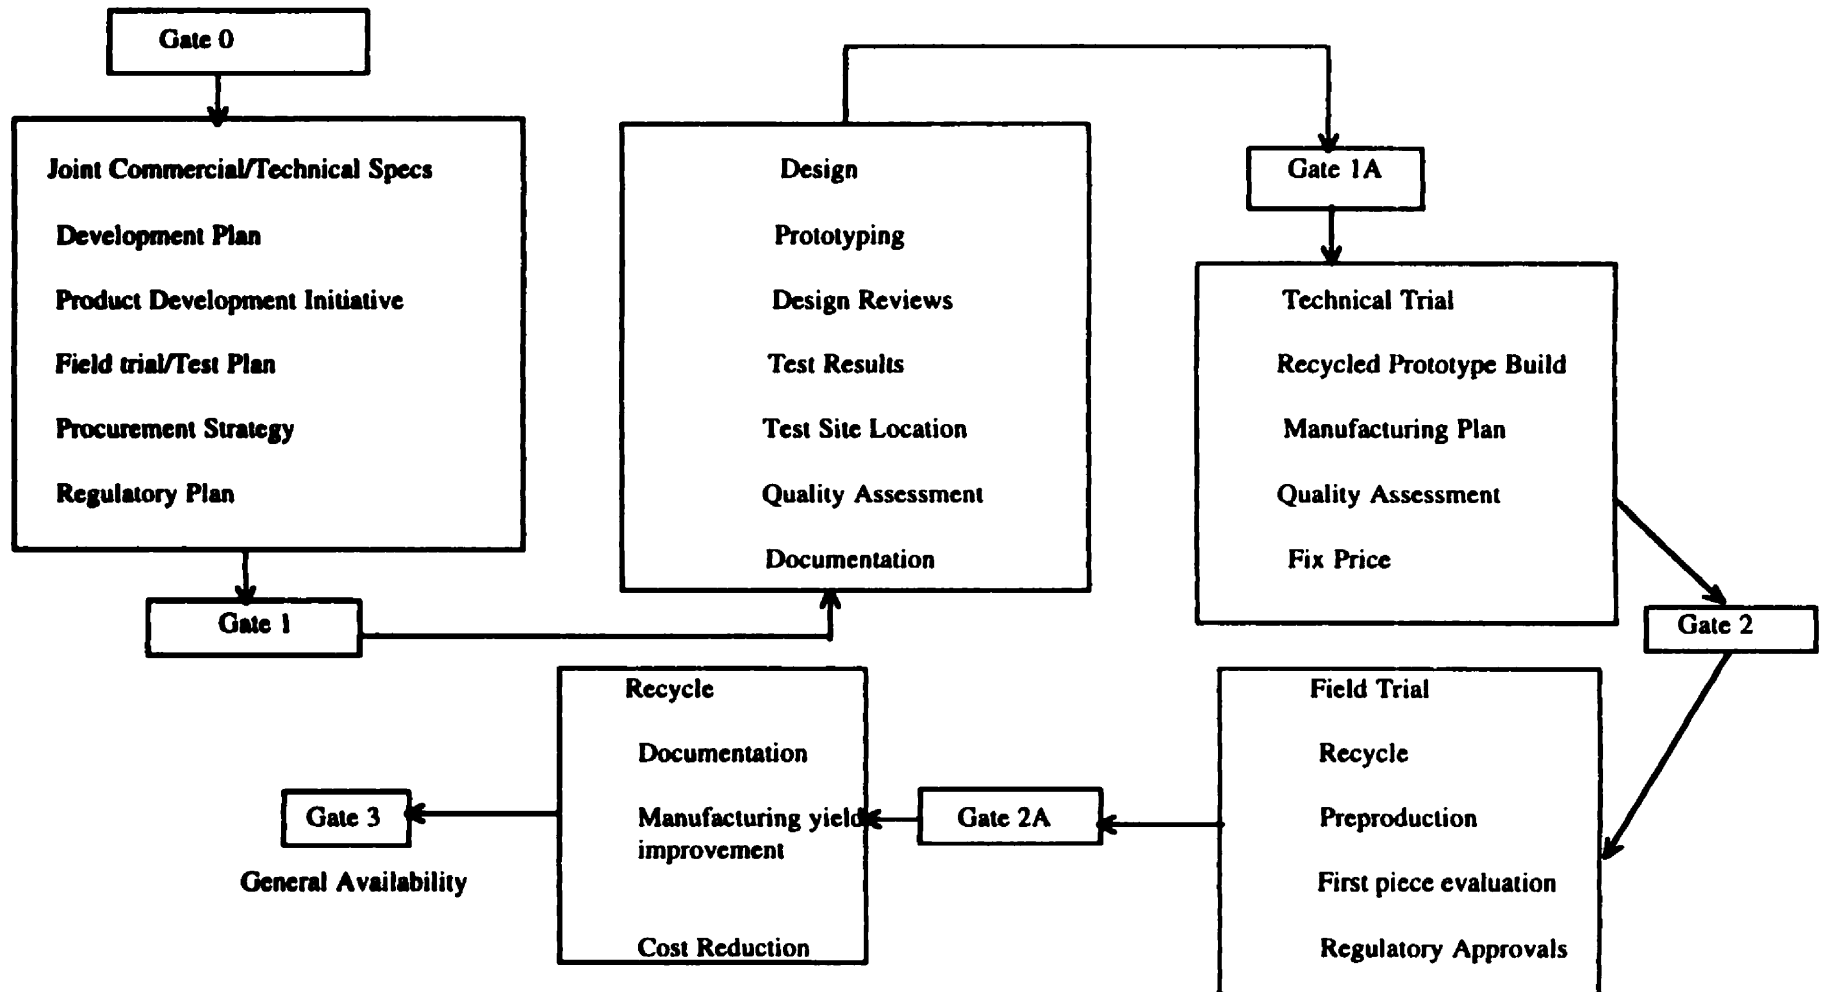 Gate 0
Joint Commercial/Technical Specs
Development Plan
Product Development Initiative
Field trial/Test Plan
Procurement Strategy
Regulatory Plan
Gate 1
Design
Prototyping
Design Reviews
Test Results
Test Site Location
Quality Assessment
Documentation
Gate 1A
Technical Trial
Recycled Prototype Build
Manufacturing Plan
Quality Assessment
Fix Price
Gate 2
Field Trial
Recycle
Preproduction
First piece evaluation
Regulatory Approvals
Gate 2A
Recycle
Documentation
Manufacturing yield
improvement
Cost Reduction
Gate 3
General Availability